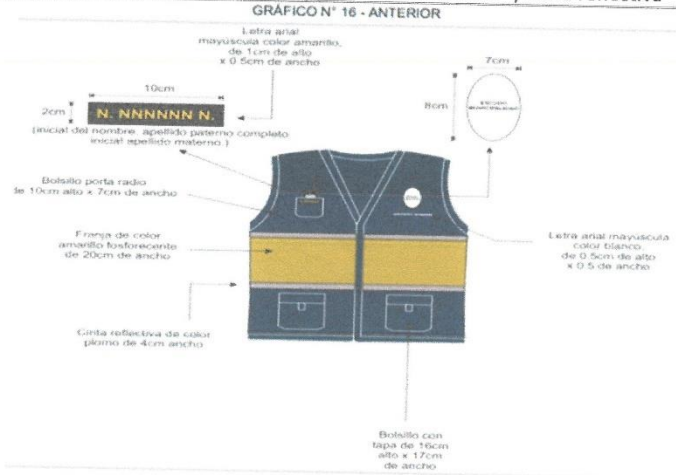 GRÁFICO N° 16 - ANTERIOR
Letra arial
mayúscula color amarillo,
de 1cm de alto
x 0.5cm de ancho
10cm
2cm
N. NNNNNN N.
(inicial del nombre, apellido paterno completo
inicial apellido materno.)
7cm
8cm
Bolsillo porta radio
de 10cm alto x 7cm de ancho
Franja de color
amarillo fosforecente
de 20cm de ancho
Cinta reflectiva de color
plomo de 4cm ancho
Letra arial mayúscula
color blanco,
de 0.5cm de alto
x 0.5 de ancho
Bolsillo con
tapa de 16cm
alto x 17cm
de ancho